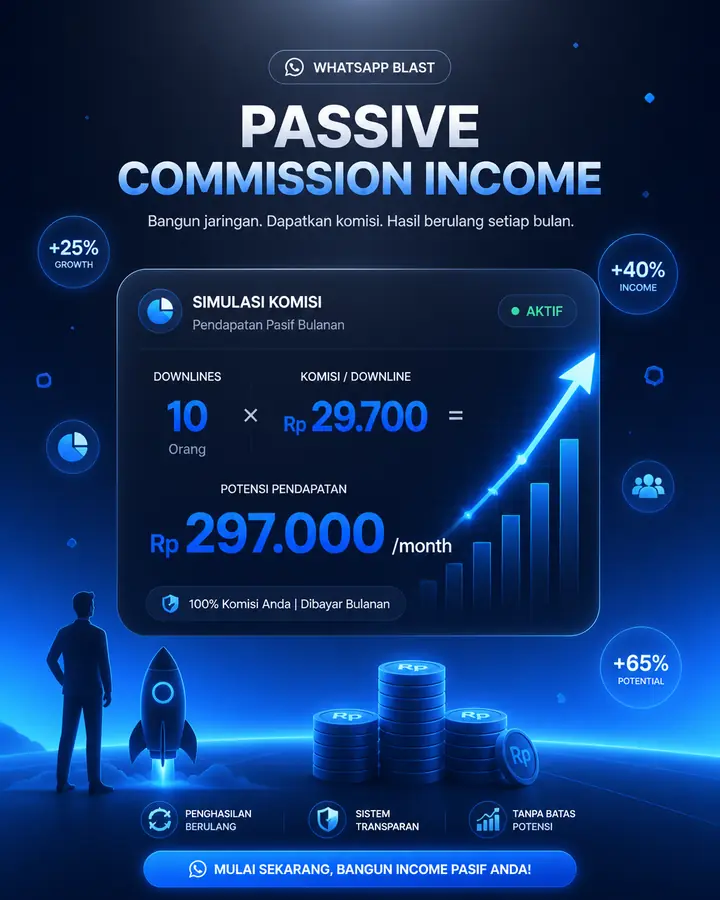 WHATSAPP BLAST
PASSIVE
COMMISSION INCOME
Bangun jaringan. Dapatkan komisi. Hasil berulang setiap bulan.
+25%
GROWTH
+40%
INCOME
SIMULASI KOMISI
Pendapatan Pasif Bulanan
AKTIF
DOWNLINES
KOMISI / DOWNLINE
10 × Rp 29.700 =
Orang
POTENSI PENDAPATAN
Rp 297.000 /month
100% Komisi Anda | Dibayar Bulanan
+65%
POTENTIAL
Rp
Rp
Rp
Rp
PENGHASILAN
BERULANG
SISTEM
TRANSPARAN
TANPA BATAS
POTENSI
MULAI SEKARANG, BANGUN INCOME PASIF ANDA!